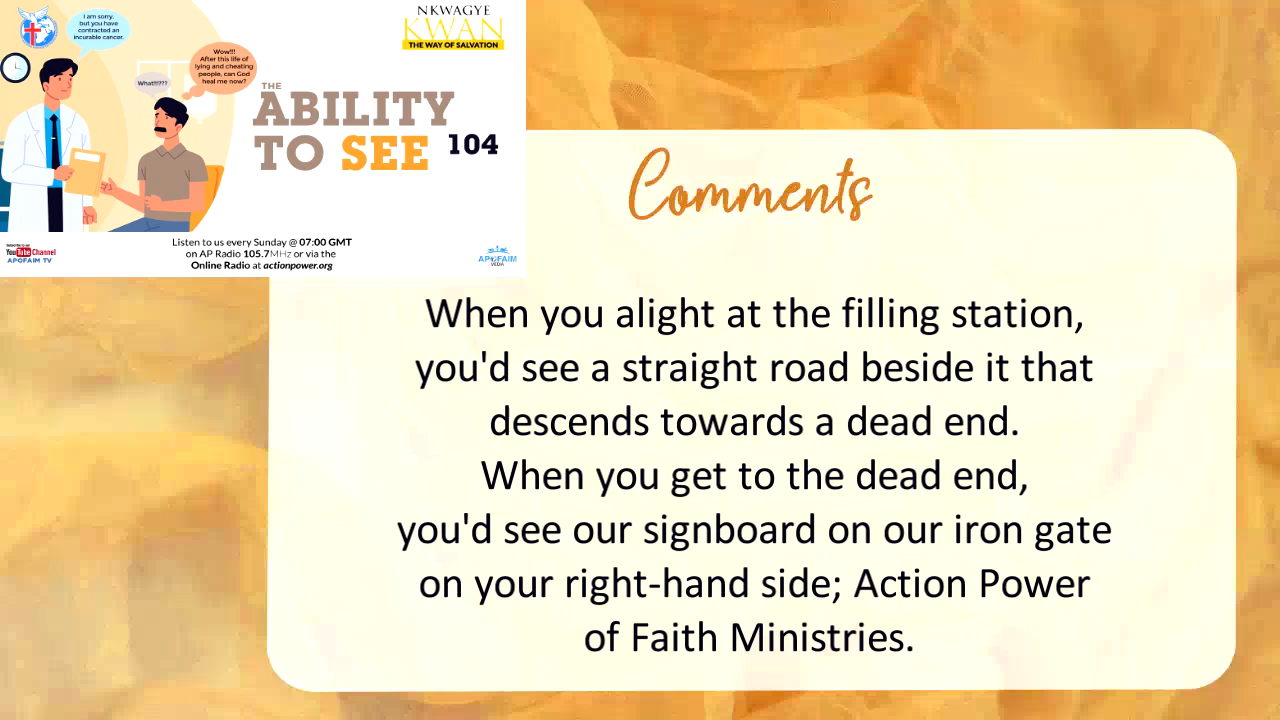 I am sorry,
but you have
contracted an
incurable cancer.
What!!!???
Wow!!!
After this life of
lying and cheating
people, can God
heal me now?
NKWAGYE
KWAN
THE WAY OF SALVATION
THE
ABILITY
TO SEE 104
Listen to us every Sunday @ 07:00 GMT
on AP Radio 105.7MHz or via the
Online Radio at actionpower.org
YouTube Channel
APOFAIM TV
APOFAIM
MEDIA
Comments
When you alight at the filling station,
you'd see a straight road beside it that
descends towards a dead end.
When you get to the dead end,
you'd see our signboard on our iron gate
on your right-hand side; Action Power
of Faith Ministries.